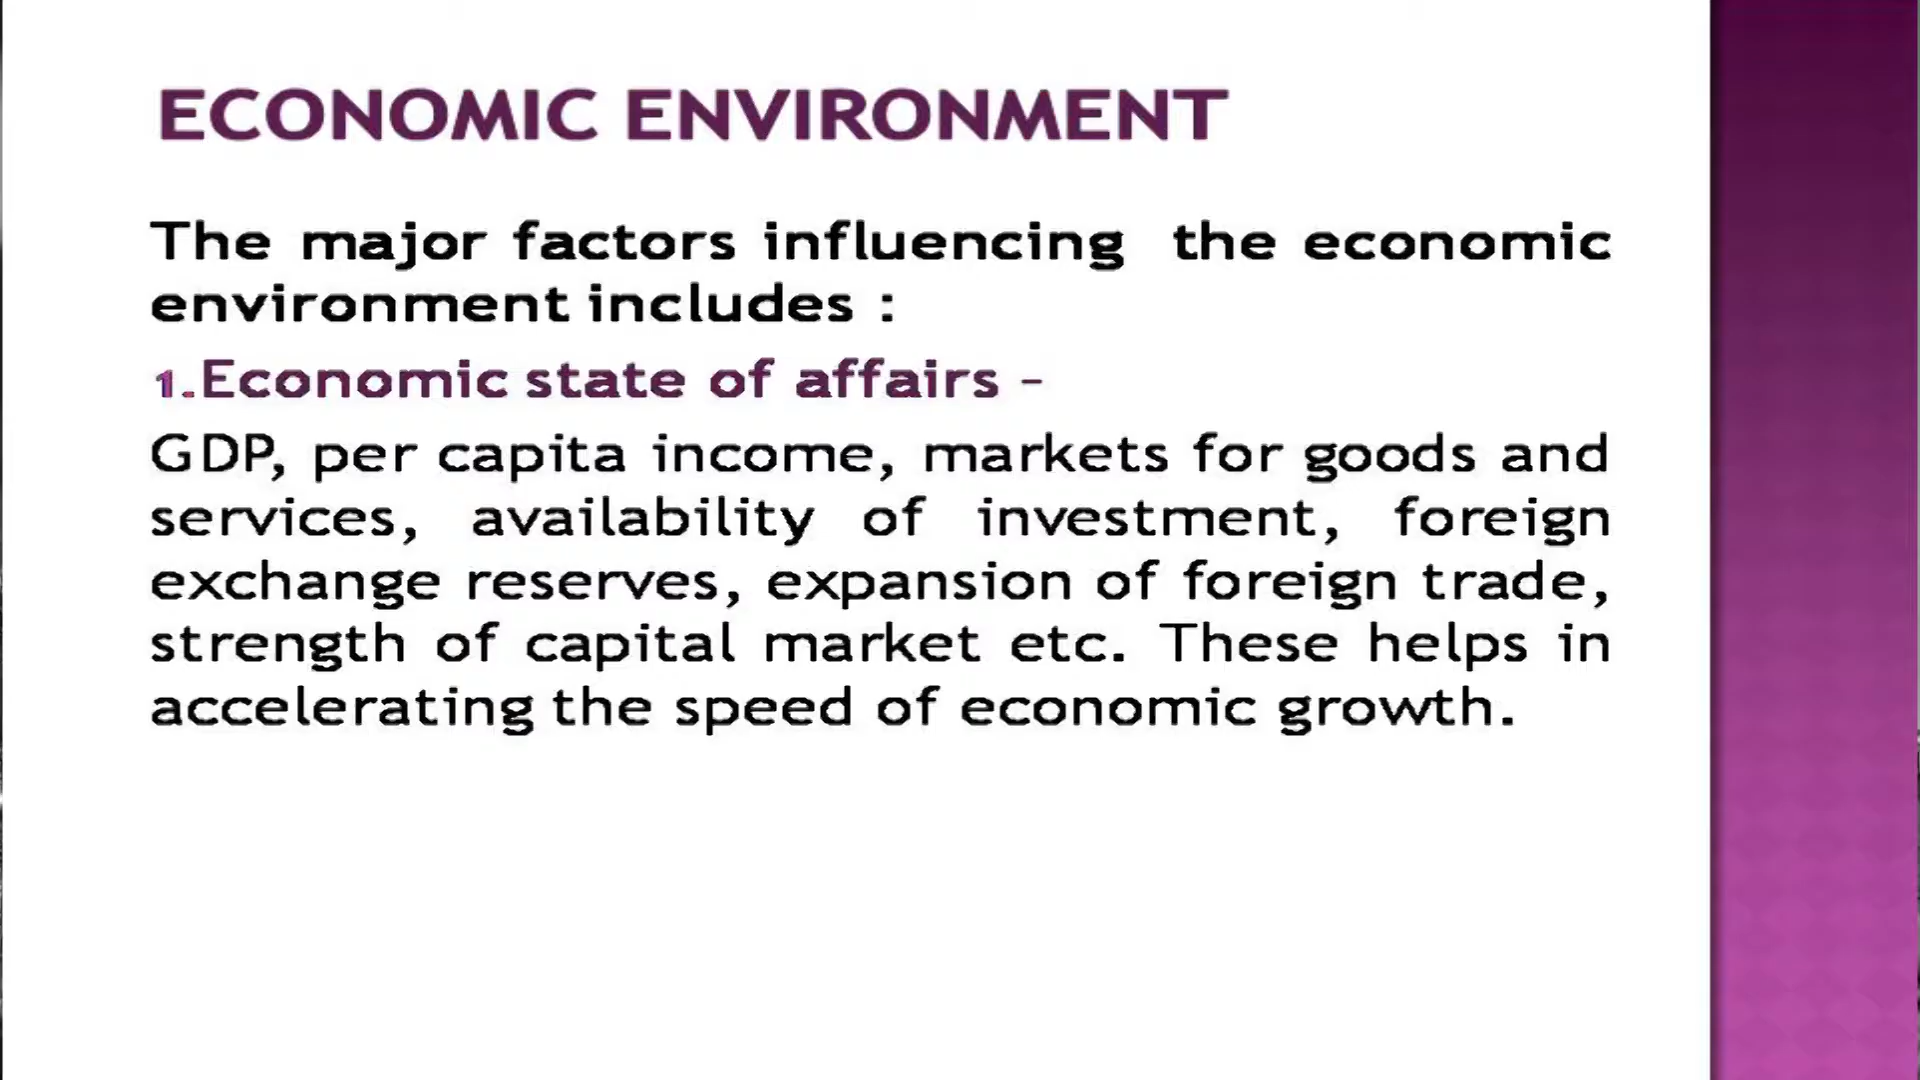 ECONOMIC ENVIRONMENT
The major factors influencing the economic
environment includes :
1.Economic state of affairs –
GDP, per capita income, markets for goods and
services, availability of investment, foreign
exchange reserves, expansion of foreign trade,
strength of capital market etc. These helps in
accelerating the speed of economic growth.